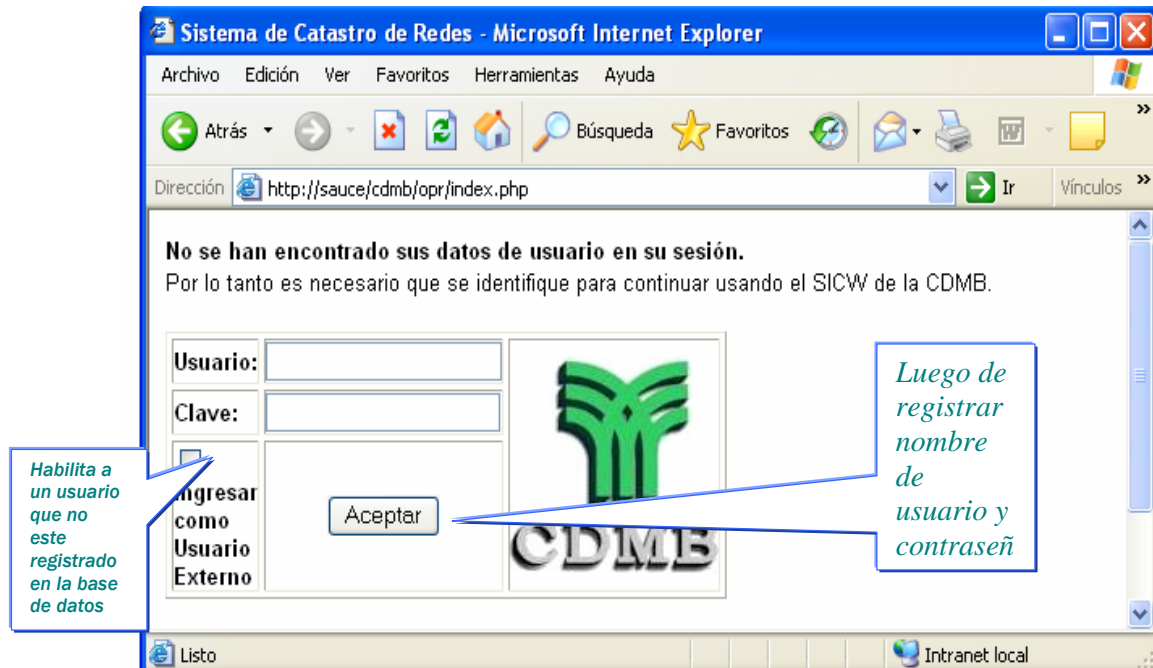 Sistema de Catastro de Redes - Microsoft Internet Explorer
Archivo Edición Ver Favoritos Herramientas Ayuda
Atrás Búsqueda Favoritos »
Dirección http://sauce/cdmb/opr/index.php Ir Vínculos »
No se han encontrado sus datos de usuario en su sesión.
Por lo tanto es necesario que se identifique para continuar usando el SICW de la CDMB.
Usuario:
Clave:
Ingresar
como
Usuario
Externo
Aceptar
CDMB
Luego de
registrar
nombre
de
usuario y
contraseñ
Habilita a
un usuario
que no
este
registrado
en la base
de datos
Listo Intranet local